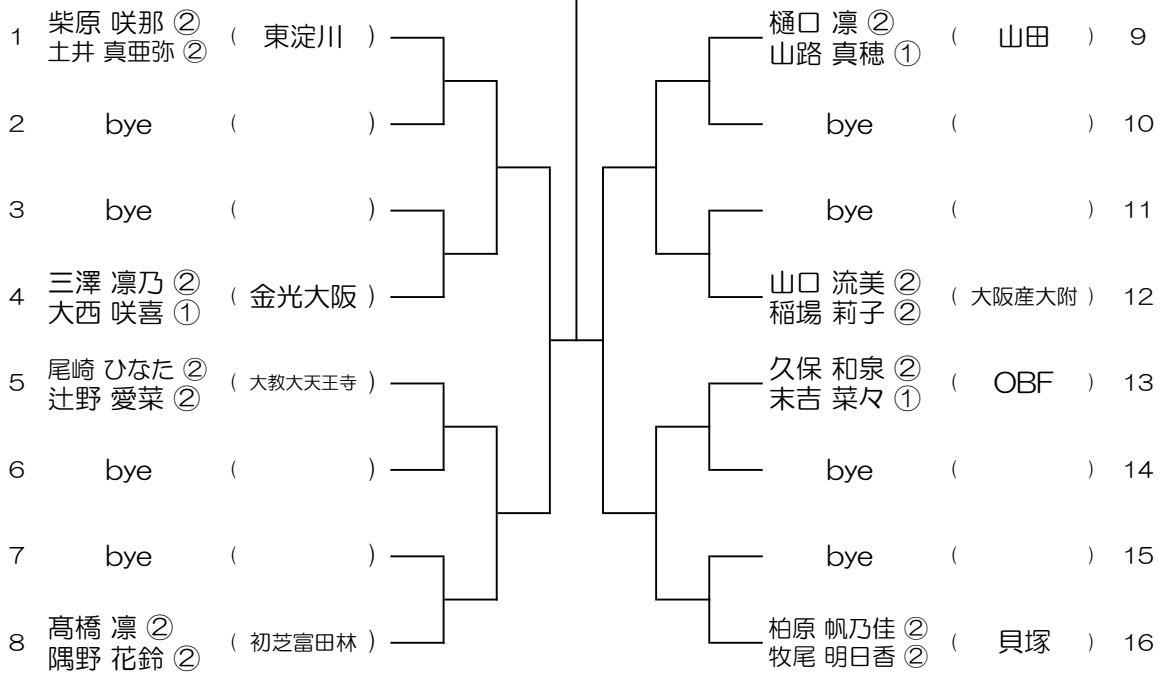 1 柴原 咲那 ② ( 東淀川 )
土井 真亜弥 ②
2 bye ( )
3 bye ( )
4 三澤 凛乃 ② ( 金光大阪 )
大西 咲喜 ①
5 尾崎 ひなた ② ( 大教大天王寺 )
辻野 愛菜 ②
6 bye ( )
7 bye ( )
8 髙橋 凛 ② ( 初芝富田林 )
隅野 花鈴 ②
樋口 凛 ② ( 山田 ) 9
山路 真穂 ①
bye ( ) 10
bye ( ) 11
山口 流美 ② ( 大阪産大附 ) 12
稲場 莉子 ②
久保 和泉 ② ( OBF ) 13
末吉 菜々 ①
bye ( ) 14
bye ( ) 15
柏原 帆乃佳 ② ( 貝塚 ) 16
牧尾 明日香 ②